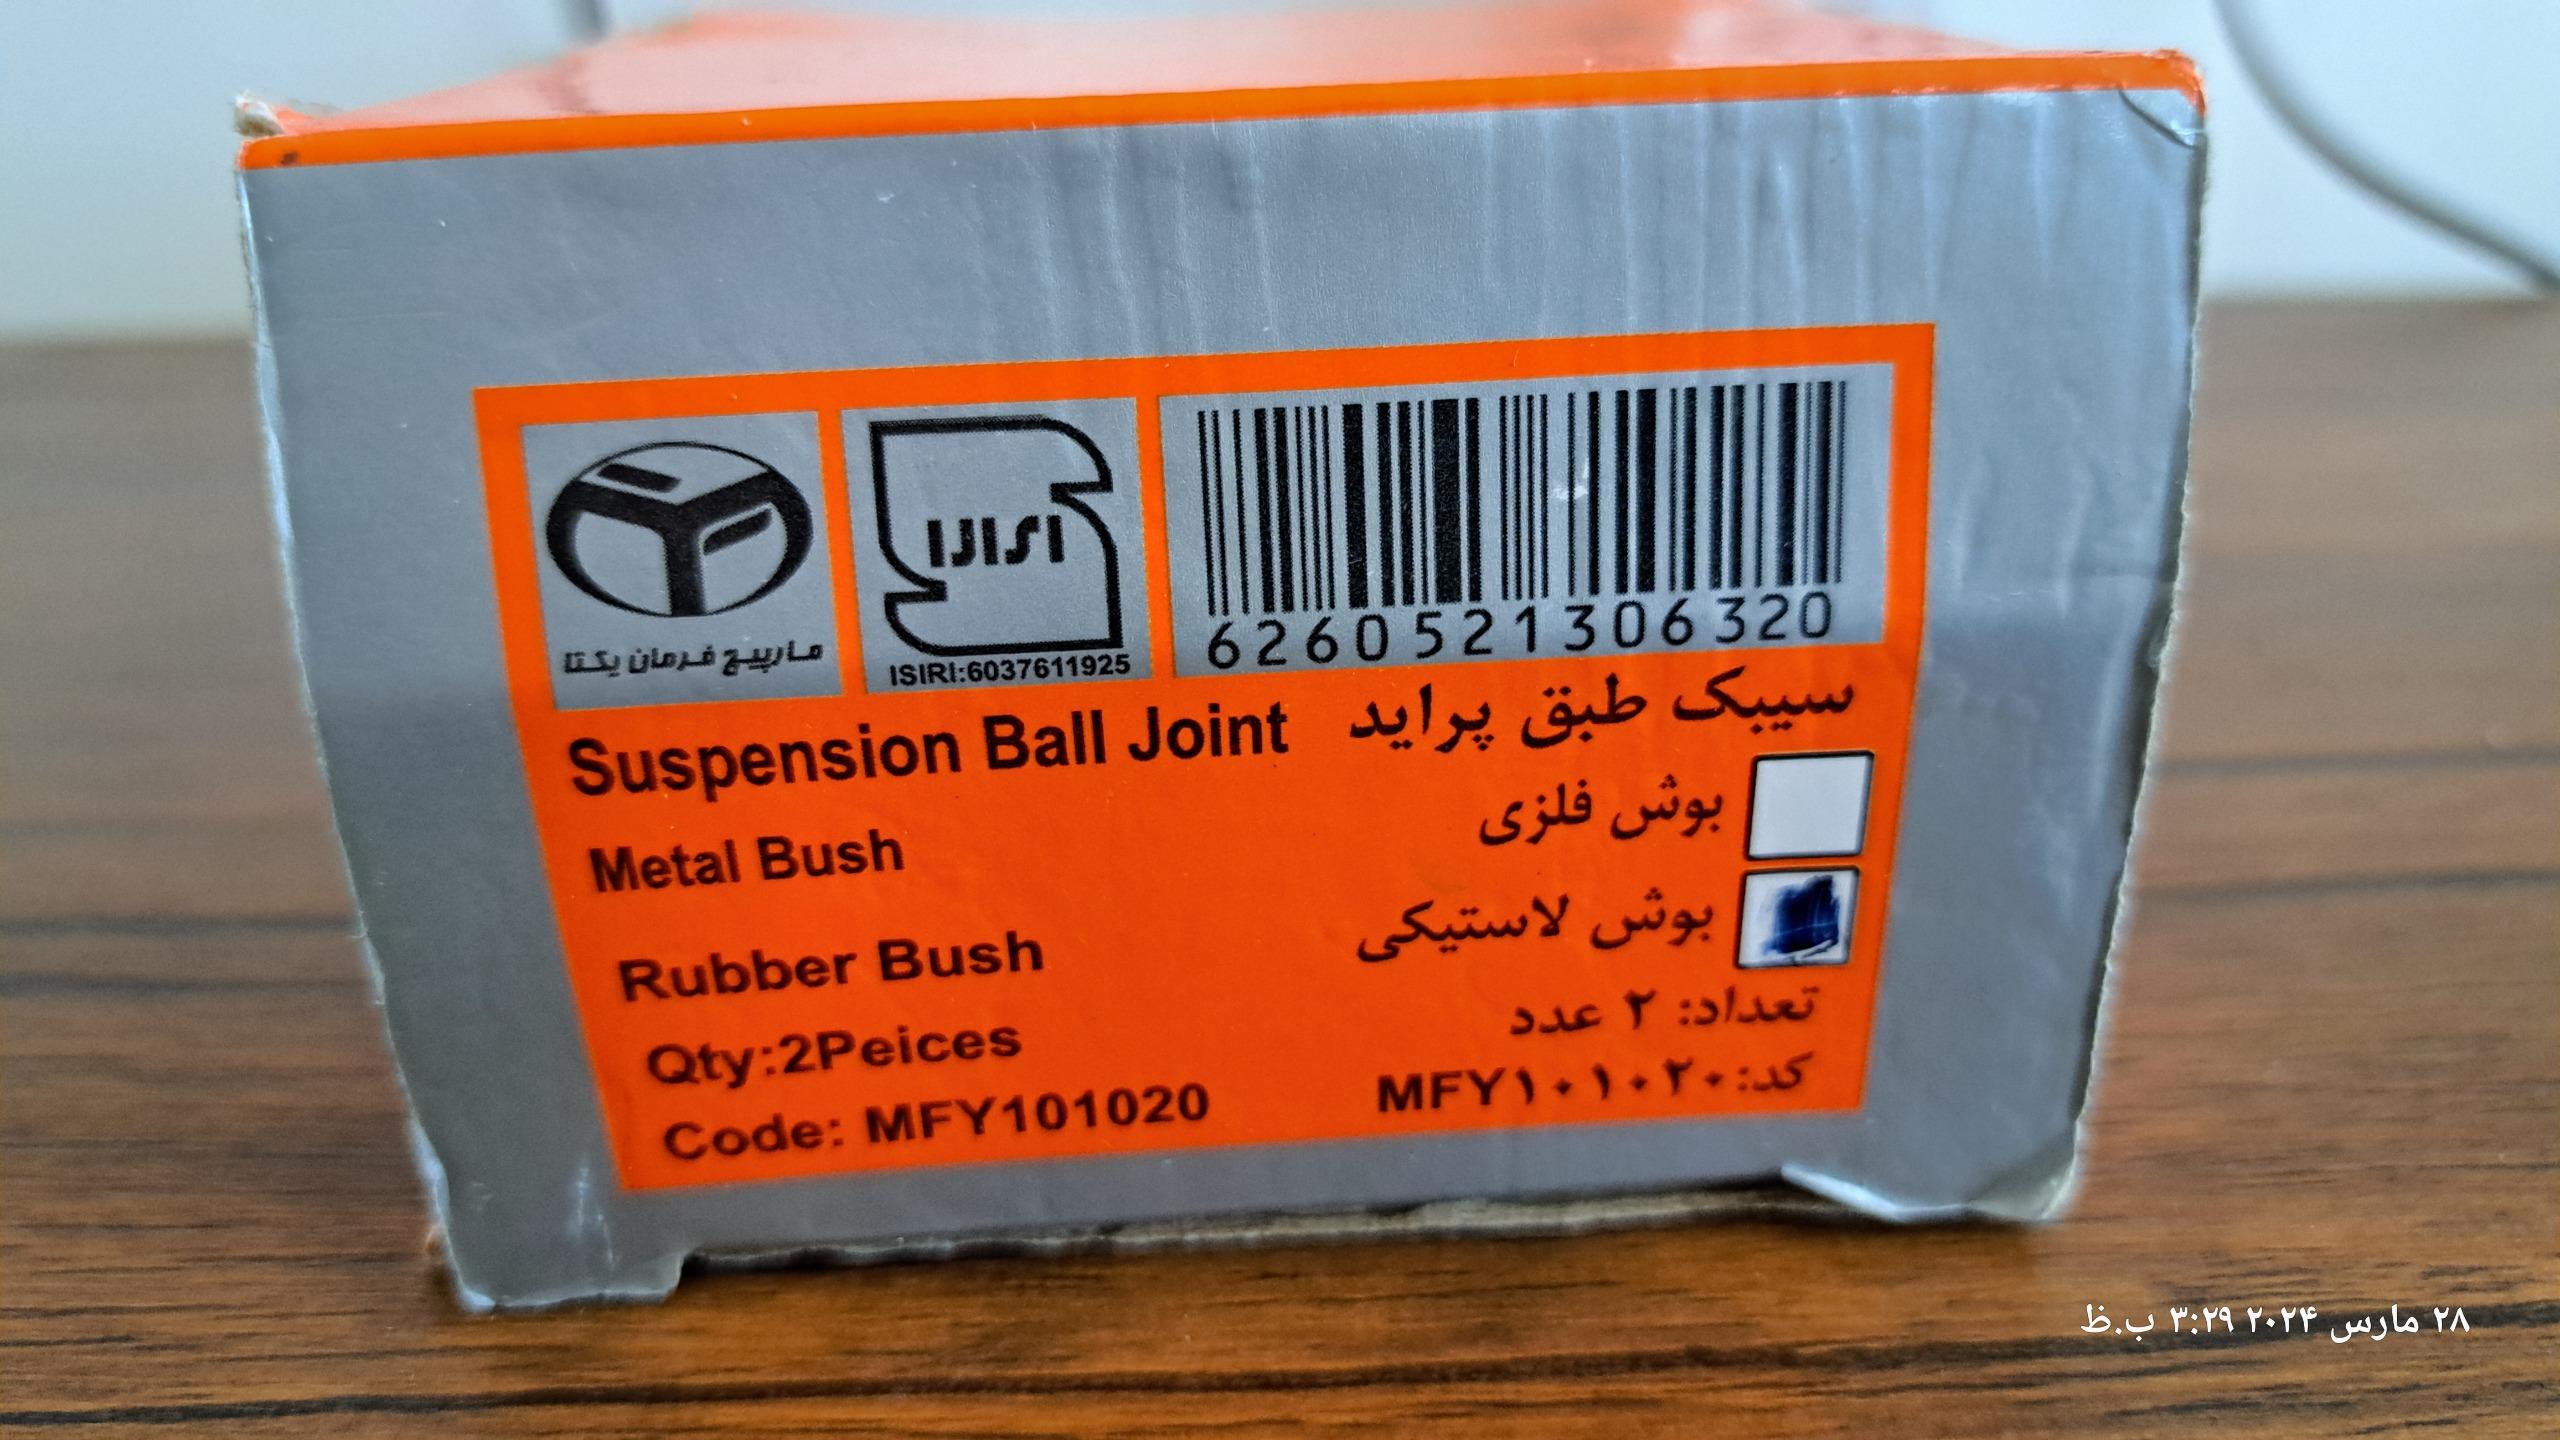 مارپیچ فرمان یکتا
ISIRI:6037611925
6260521306320
Suspension Ball Joint سیبک طبق پراید
Metal Bush بوش فلزی
Rubber Bush بوش لاستیکی
Qty:2Peices تعداد: ۲ عدد
Code: MFY101020 کد: MFY۱۰۱۰۲۰
۲۸ مارس ۲۰۲۴ ۳:۲۹ ب.ظ